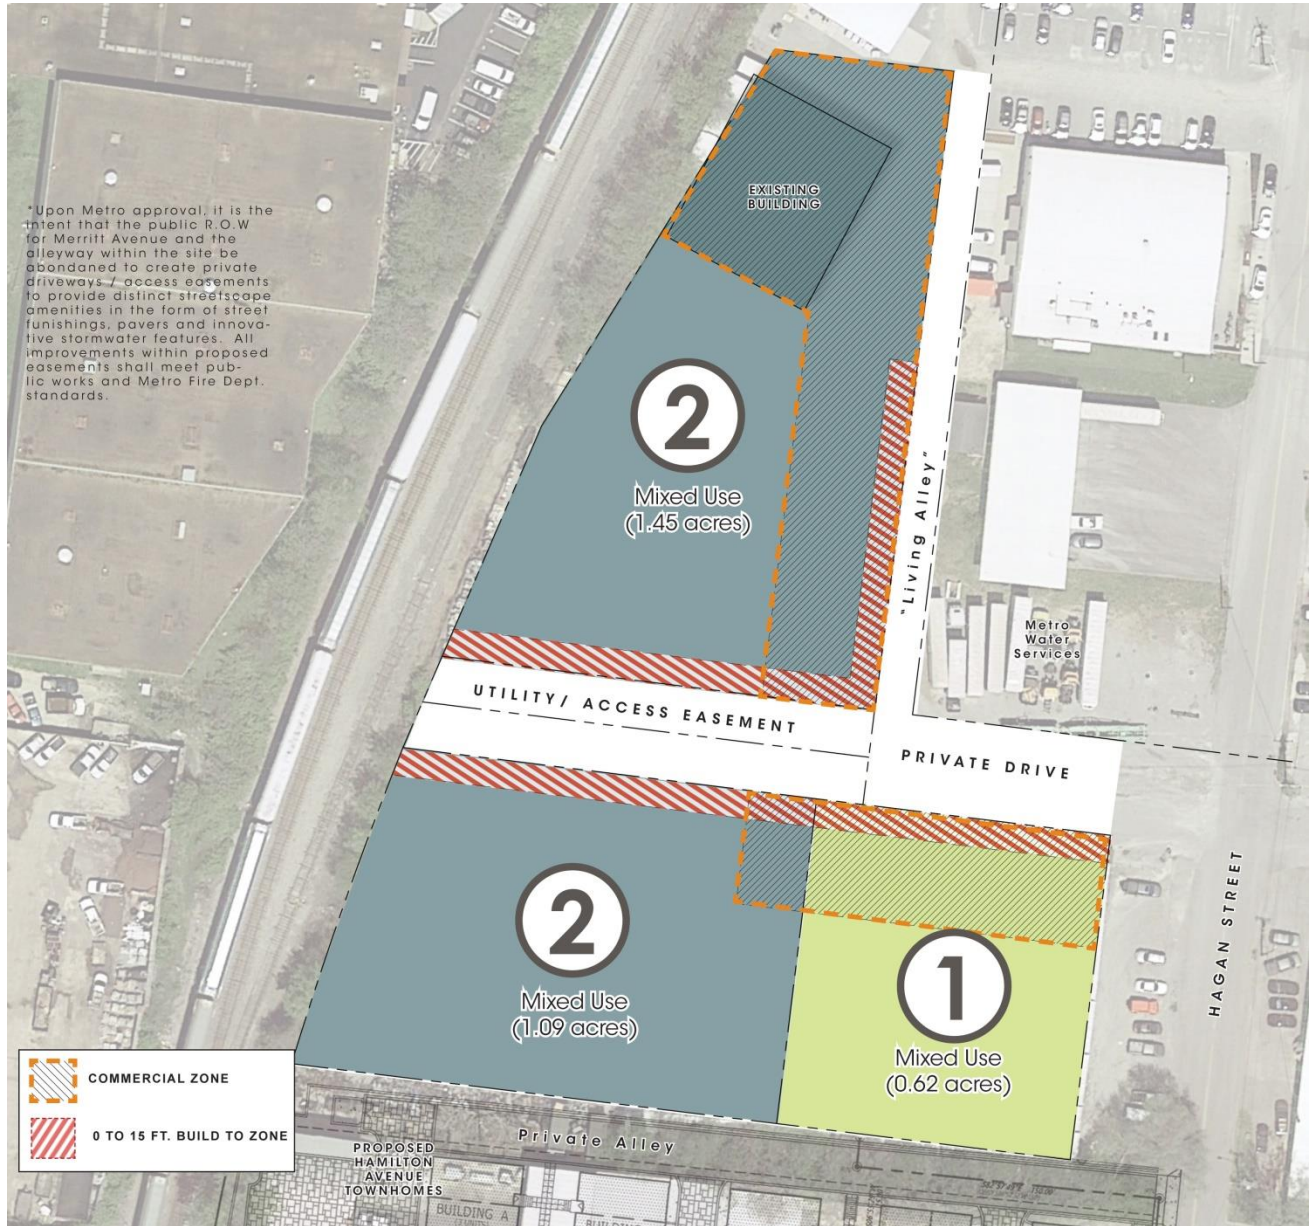 *Upon Metro approval, it is the
intent that the public R.O.W
for Merritt Avenue and the
alleyway within the site be
abondaned to create private
driveways / access easements
to provide distinct streetscape
amenities in the form of street
funishings, pavers and innova-
tive stormwater features. All
improvements within proposed
easements shall meet pub-
lic works and Metro Fire Dept.
standards.
EXISTING
BUILDING
2
Mixed Use
(1.45 acres)
"Living Alley"
Metro
Water
Services
UTILITY/ ACCESS EASEMENT
PRIVATE DRIVE
HAGAN STREET
2
Mixed Use
(1.09 acres)
1
Mixed Use
(0.62 acres)
COMMERCIAL ZONE
0 TO 15 FT. BUILD TO ZONE
Private Alley
PROPOSED
HAMILTON
AVENUE
TOWNHOMES
BUILDING A